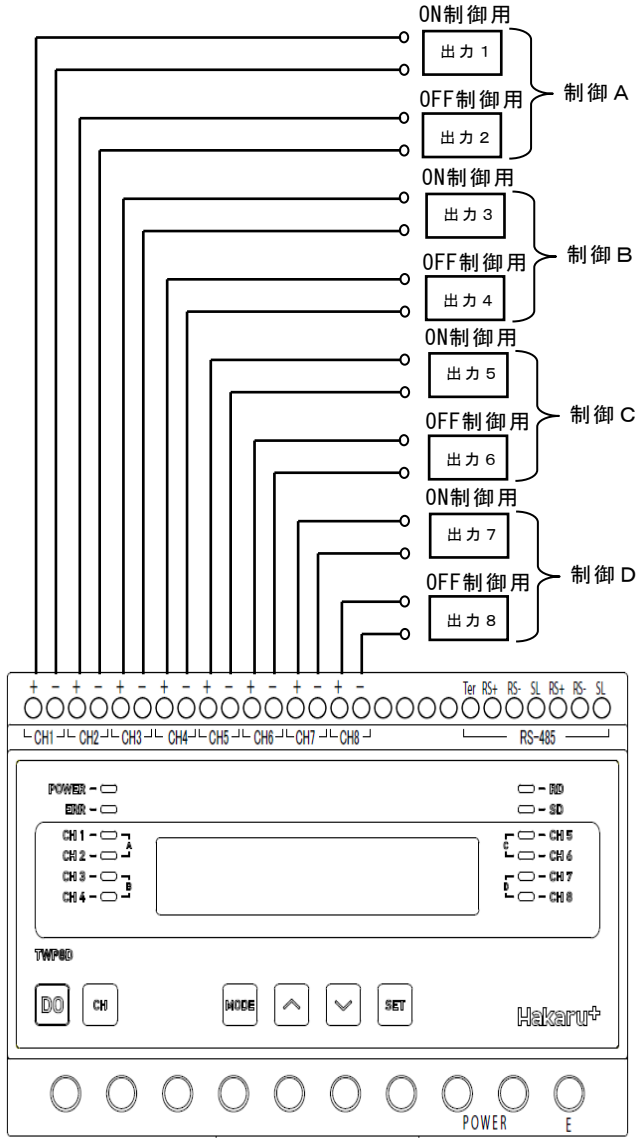 ON制御用
出力1
制御A
OFF制御用
出力2
ON制御用
出力3
制御B
OFF制御用
出力4
ON制御用
出力5
制御C
OFF制御用
出力6
ON制御用
出力7
制御D
OFF制御用
出力8
+ - + - + - + - + - + - + - + - Ter RS+ RS- SL RS+ RS- SL
CH1 CH2 CH3 CH4 CH5 CH6 CH7 CH8 RS-485
POWER RD
ERR SD
CH1 A C CH5
CH2 CH6
CH3 B D CH7
CH4 CH8
TWP8D
DO CH MODE SET
Hakaru+
POWER E